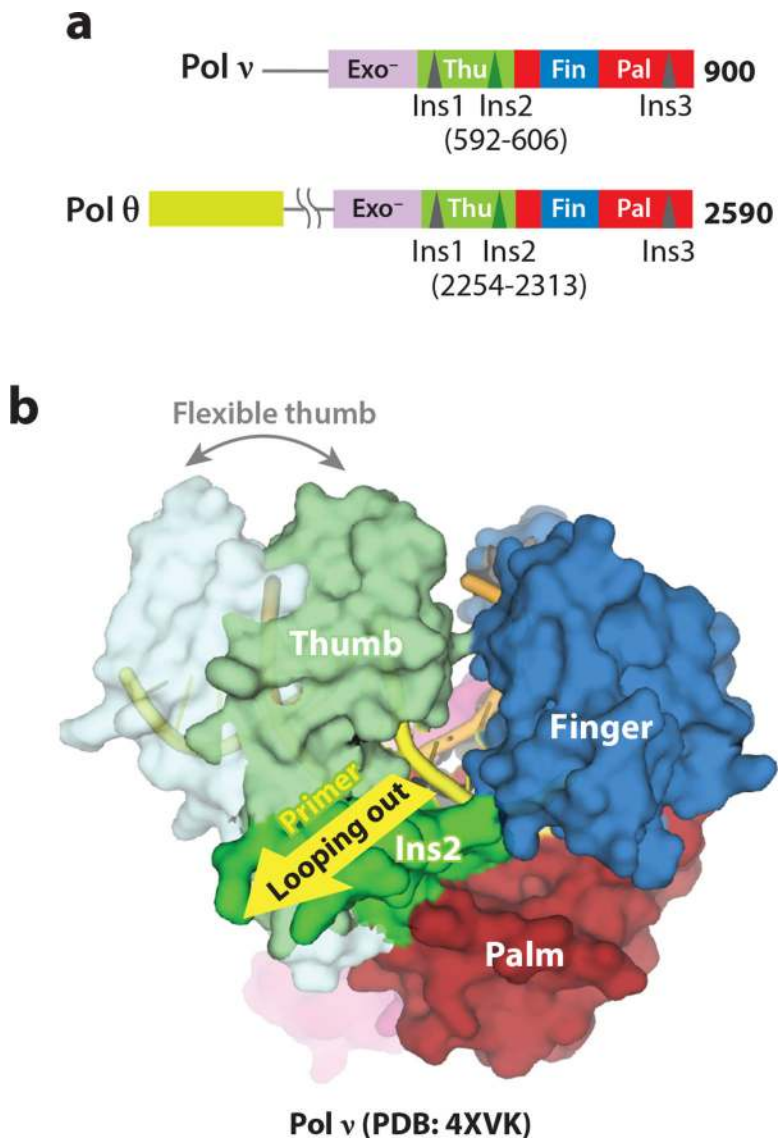 a
Pol ν Exo⁻ Thu Fin Pal 900
Ins1 Ins2 Ins3
(592-606)
Pol θ Exo⁻ Thu Fin Pal 2590
Ins1 Ins2 Ins3
(2254-2313)
b
Flexible thumb
Thumb
Finger
Primer
Looping out
Ins2
Palm
Pol ν (PDB: 4XVK)